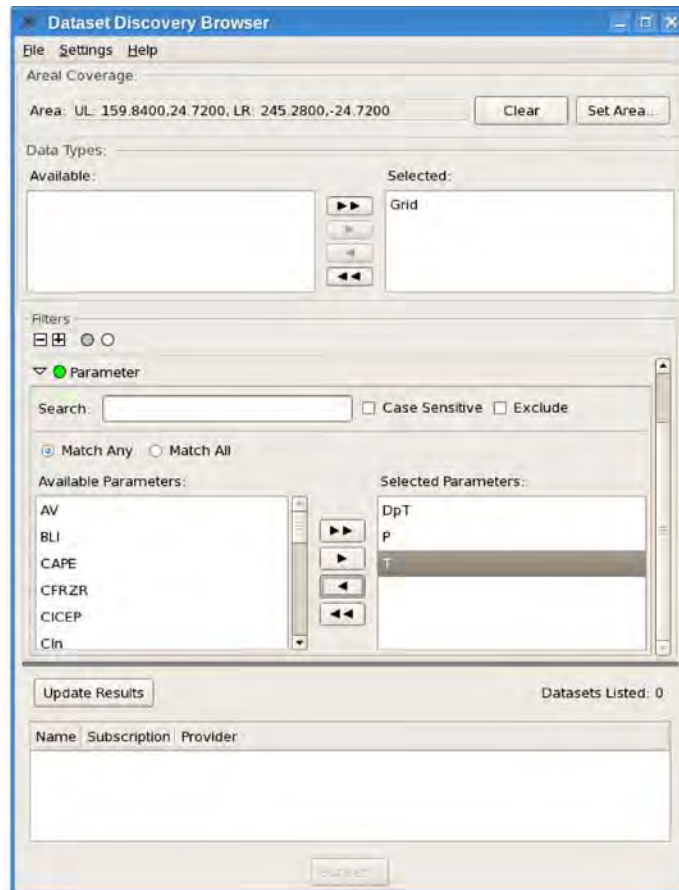 Dataset Discovery Browser
File Settings Help
Areal Coverage:
Area: UL: 159.8400,24.7200, LR: 245.2800,-24.7200
Clear
Set Area...
Data Types:
Available:
Selected:
Grid
Filters
Parameter
Search:
Case Sensitive
Exclude
Match Any
Match All
Available Parameters:
Selected Parameters:
AV
BLI
CAPE
CFRZR
CICEP
CIn
DpT
P
T
Update Results
Datasets Listed: 0
Name Subscription Provider